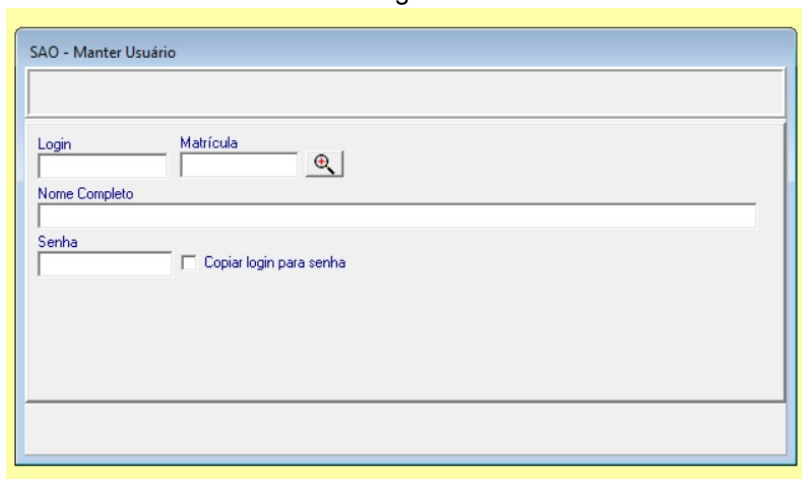 SAO - Manter Usuário
Login Matrícula
Nome Completo
Senha
Copiar login para senha